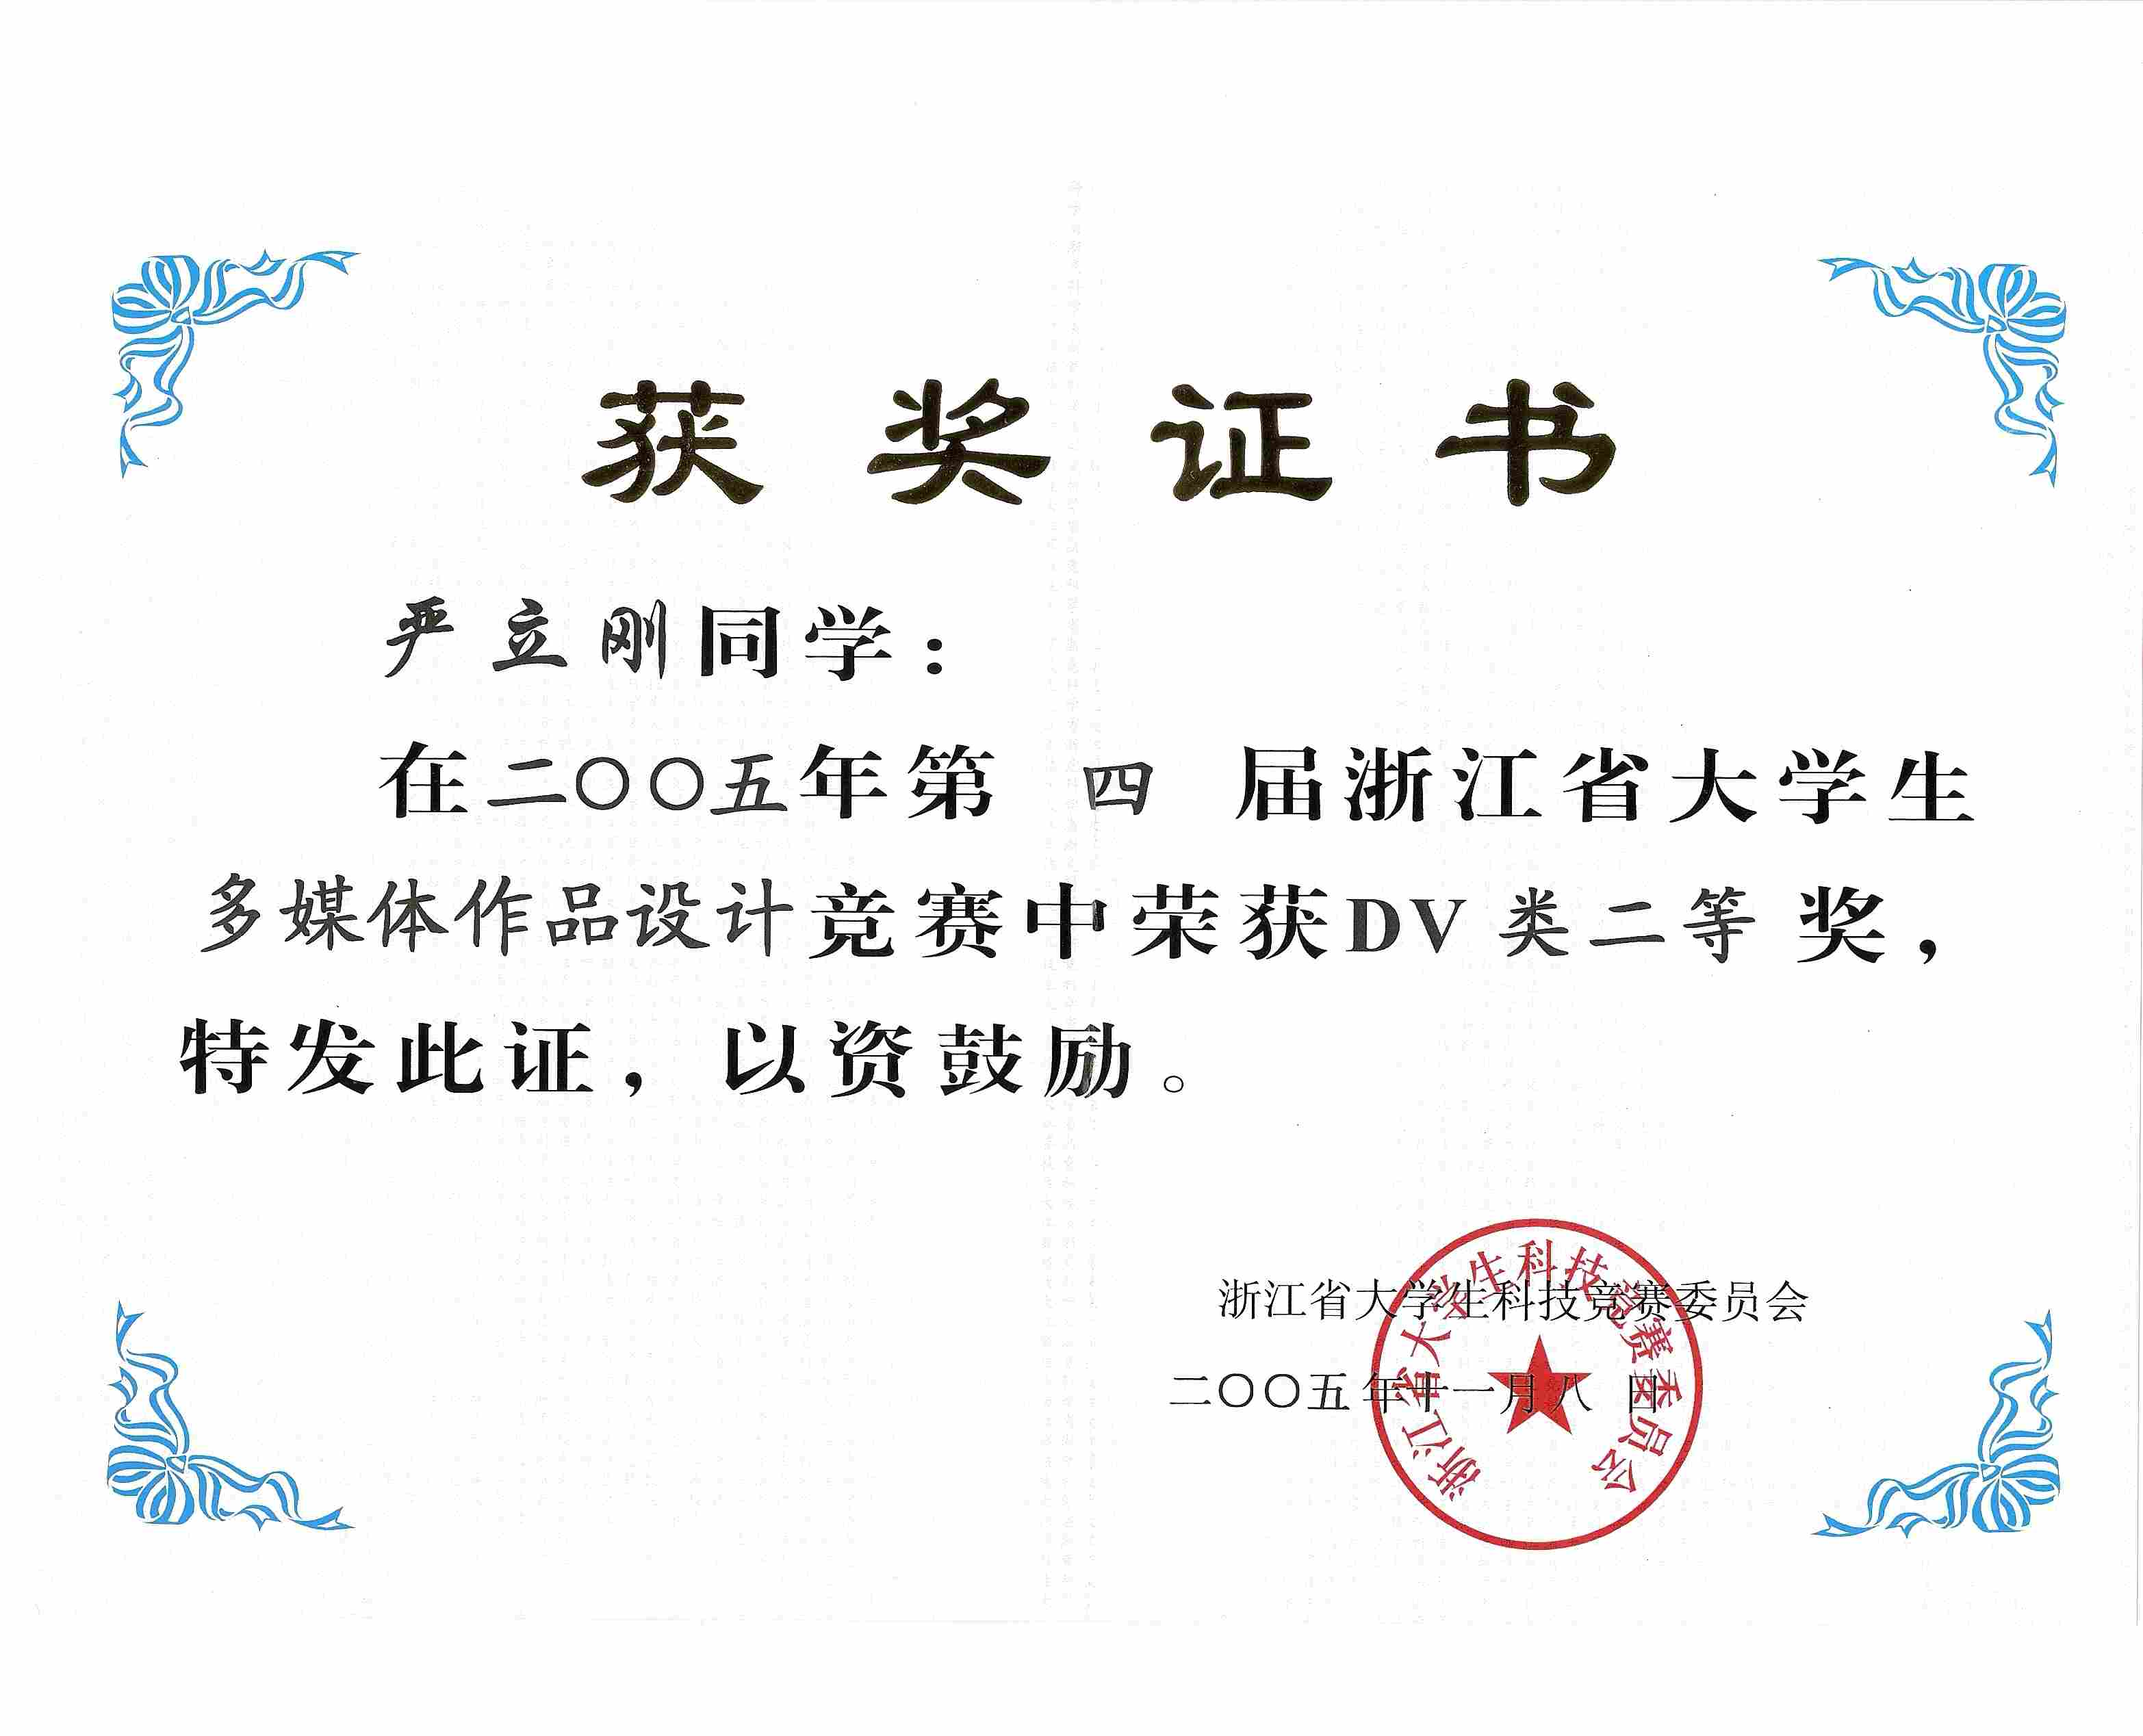 获奖证书
严立刚同学：
在二〇〇五年第 四 届浙江省大学生
多媒体作品设计竞赛中荣获DV 类二等 奖，
特发此证，以资鼓励。
浙江省大学生科技竞赛委员会
二〇〇五年十一月八 日
浙江省大学生科技竞赛委员会